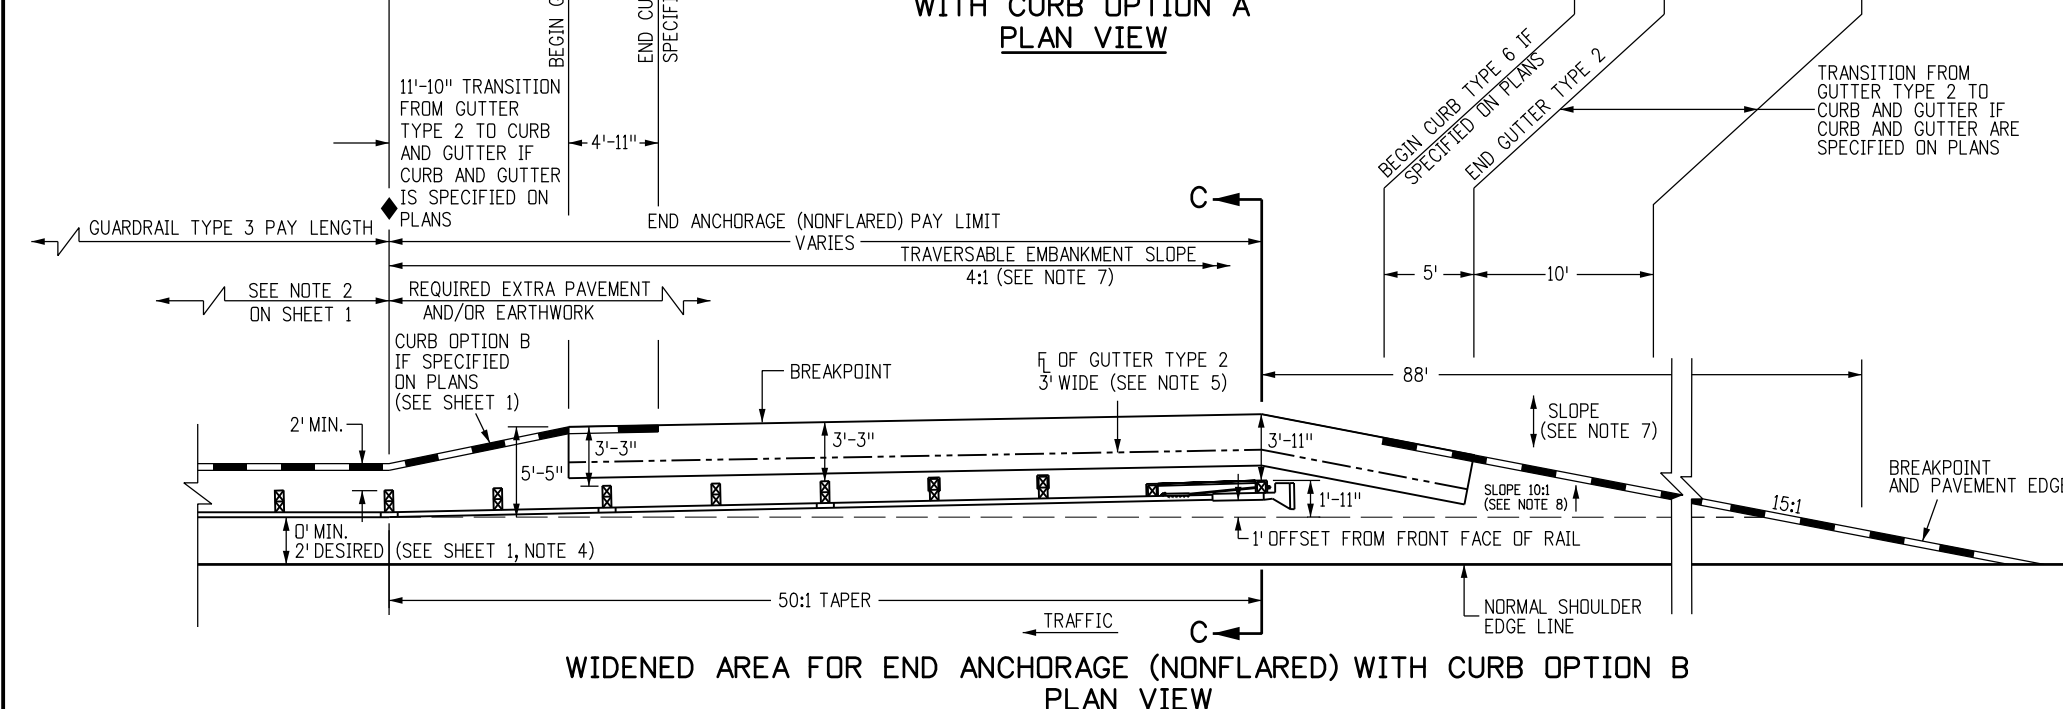 WITH CURB OPTION A
PLAN VIEW
BEGIN G
END CU
SPECIFI
11'-10" TRANSITION
FROM GUTTER
TYPE 2 TO CURB
AND GUTTER IF
CURB AND GUTTER
IS SPECIFIED ON
PLANS
4'-11"
BEGIN CURB TYPE 6 IF
SPECIFIED ON PLANS
END GUTTER TYPE 2
TRANSITION FROM
GUTTER TYPE 2 TO
CURB AND GUTTER IF
CURB AND GUTTER ARE
SPECIFIED ON PLANS
C
GUARDRAIL TYPE 3 PAY LENGTH
END ANCHORAGE (NONFLARED) PAY LIMIT
VARIES
TRAVERSABLE EMBANKMENT SLOPE
4:1 (SEE NOTE 7)
5'
10'
SEE NOTE 2
ON SHEET 1
REQUIRED EXTRA PAVEMENT
AND/OR EARTHWORK
CURB OPTION B
IF SPECIFIED
ON PLANS
(SEE SHEET 1)
BREAKPOINT
FL OF GUTTER TYPE 2
3' WIDE (SEE NOTE 5)
88'
2' MIN.
SLOPE
(SEE NOTE 7)
3'-3"
3'-3"
3'-11"
5'-5"
BREAKPOINT
AND PAVEMENT EDGE
SLOPE 10:1
(SEE NOTE 8)
1'-11"
15:1
0' MIN.
2' DESIRED (SEE SHEET 1, NOTE 4)
1' OFFSET FROM FRONT FACE OF RAIL
50:1 TAPER
NORMAL SHOULDER
EDGE LINE
TRAFFIC
C
WIDENED AREA FOR END ANCHORAGE (NONFLARED) WITH CURB OPTION B
PLAN VIEW